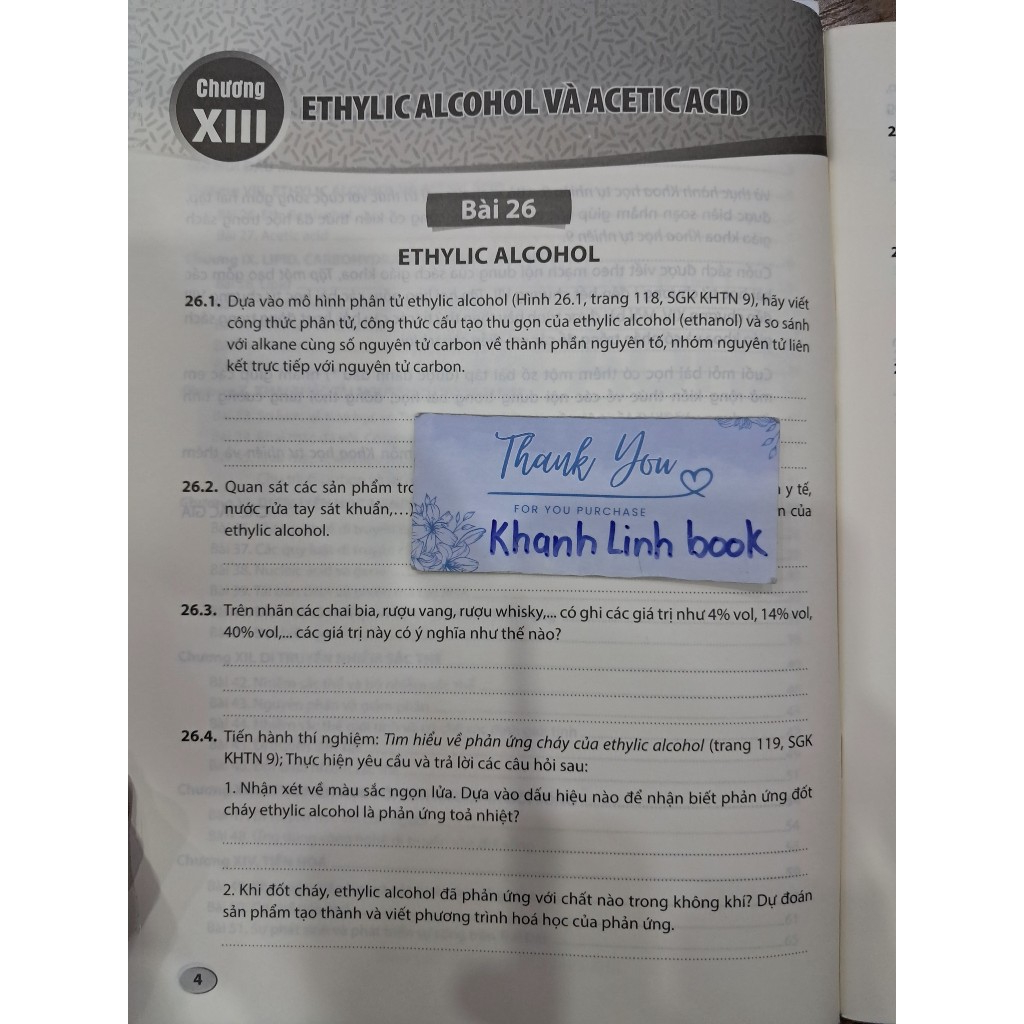 Chương
XIII
ETHYLIC ALCOHOL VÀ ACETIC ACID
Bài 26
ETHYLIC ALCOHOL
26.1. Dựa vào mô hình phân tử ethylic alcohol (Hình 26.1, trang 118, SGK KHTN 9), hãy viết
công thức phân tử, công thức cấu tạo thu gọn của ethylic alcohol (ethanol) và so sánh
với alkane cùng số nguyên tử carbon về thành phần nguyên tố, nhóm nguyên tử liên
kết trực tiếp với nguyên tử carbon.
Thank You
FOR YOU PURCHASE
Khanh Linh book
26.2. Quan sát các sản phẩm y tế,
nước rửa tay sát khuẩn,…) của
ethylic alcohol.
26.3. Trên nhãn các chai bia, rượu vang, rượu whisky,... có ghi các giá trị như 4% vol, 14% vol,
40% vol,... các giá trị này có ý nghĩa như thế nào?
26.4. Tiến hành thí nghiệm: Tìm hiểu về phản ứng cháy của ethylic alcohol (trang 119, SGK
KHTN 9); Thực hiện yêu cầu và trả lời các câu hỏi sau:
1. Nhận xét về màu sắc ngọn lửa. Dựa vào dấu hiệu nào để nhận biết phản ứng đốt
cháy ethylic alcohol là phản ứng toả nhiệt?
2. Khi đốt cháy, ethylic alcohol đã phản ứng với chất nào trong không khí? Dự đoán
sản phẩm tạo thành và viết phương trình hoá học của phản ứng.
4